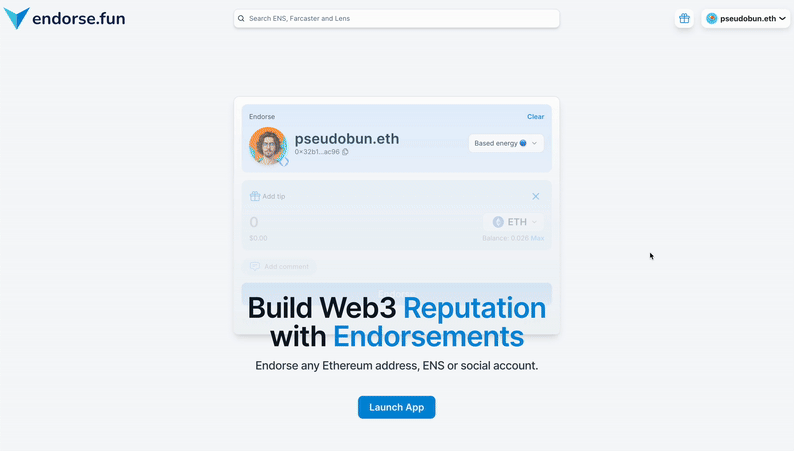 endorse.fun
Search ENS, Farcaster and Lens
pseudobun.eth
Endorse
Clear
pseudobun.eth
0x32b1...ac96
Based energy
Add tip
0
ETH
$0.00
Balance: 0.026 Max
Add comment
Build Web3 Reputation
with Endorsements
Endorse any Ethereum address, ENS or social account.
Launch App